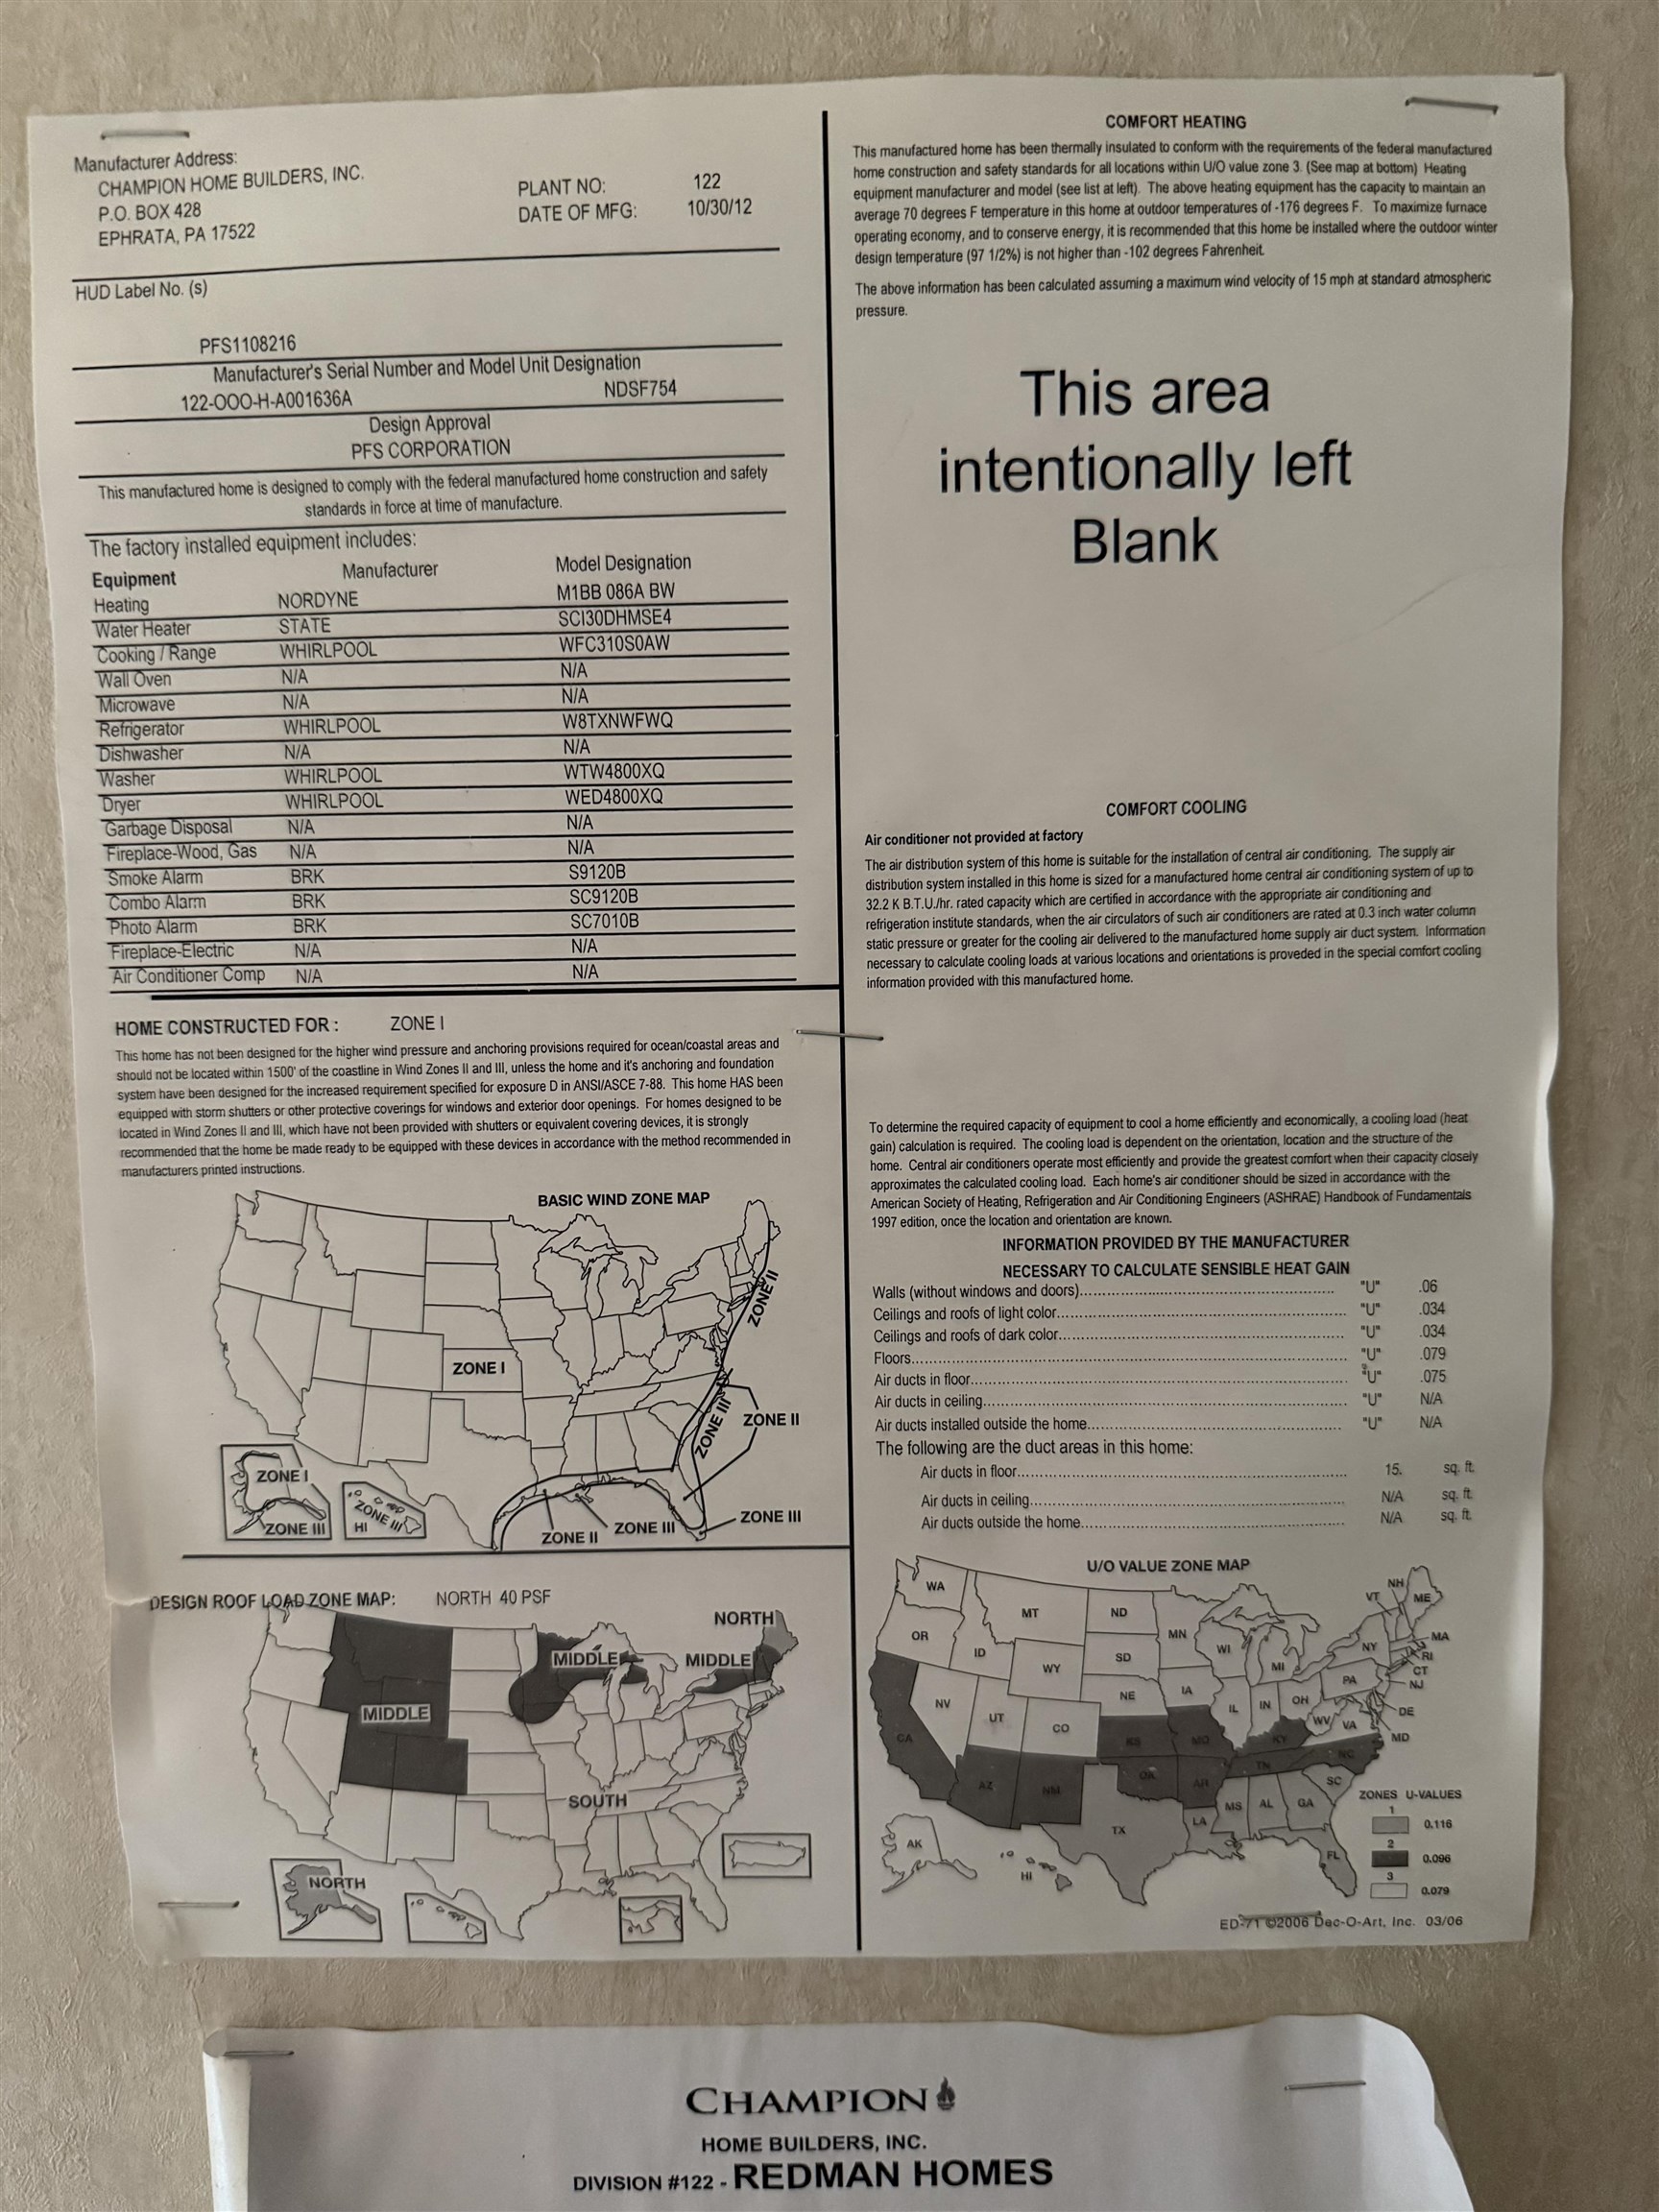 Manufacturer Address:
CHAMPION HOME BUILDERS, INC.
P.O. BOX 428
EPHRATA, PA 17522
PLANT NO: 122
DATE OF MFG: 10/30/12
HUD Label No. (s)
PFS1108216
Manufacturer's Serial Number and Model Unit Designation
122-OOO-H-A001636A NDSF754
Design Approval
PFS CORPORATION
This manufactured home is designed to comply with the federal manufactured home construction and safety
standards in force at time of manufacture.
The factory installed equipment includes:
Equipment Manufacturer Model Designation
Heating NORDYNE M1BB 086A BW
Water Heater STATE SCI30DHMSE4
Cooking / Range WHIRLPOOL WFC310S0AW
Wall Oven N/A N/A
Microwave N/A N/A
Refrigerator WHIRLPOOL W8TXNWFWQ
Dishwasher N/A N/A
Washer WHIRLPOOL WTW4800XQ
Dryer WHIRLPOOL WED4800XQ
Garbage Disposal N/A N/A
Fireplace-Wood, Gas N/A N/A
Smoke Alarm BRK S9120B
Combo Alarm BRK SC9120B
Photo Alarm BRK SC7010B
Fireplace-Electric N/A N/A
Air Conditioner Comp N/A N/A
HOME CONSTRUCTED FOR : ZONE I
This home has not been designed for the higher wind pressure and anchoring provisions required for ocean/coastal areas and
should not be located within 1500' of the coastline in Wind Zones II and III, unless the home and it's anchoring and foundation
system have been designed for the increased requirement specified for exposure D in ANSI/ASCE 7-88. This home HAS been
equipped with storm shutters or other protective coverings for windows and exterior door openings. For homes designed to be
located in Wind Zones II and III, which have not been provided with shutters or equivalent covering devices, it is strongly
recommended that the home be made ready to be equipped with these devices in accordance with the method recommended in
manufacturers printed instructions.
BASIC WIND ZONE MAP
ZONE II
ZONE I
ZONE III
ZONE II
ZONE I
ZONE III
ZONE III
HI
ZONE II
ZONE III
ZONE III
DESIGN ROOF LOAD ZONE MAP: NORTH 40 PSF
NORTH
MIDDLE
MIDDLE
MIDDLE
SOUTH
NORTH
COMFORT HEATING
This manufactured home has been thermally insulated to conform with the requirements of the federal manufactured
home construction and safety standards for all locations within U/O value zone 3. (See map at bottom) Heating
equipment manufacturer and model (see list at left). The above heating equipment has the capacity to maintain an
average 70 degrees F temperature in this home at outdoor temperatures of -176 degrees F. To maximize furnace
operating economy, and to conserve energy, it is recommended that this home be installed where the outdoor winter
design temperature (97 1/2%) is not higher than -102 degrees Fahrenheit.
The above information has been calculated assuming a maximum wind velocity of 15 mph at standard atmospheric
pressure.
This area
intentionally left
Blank
COMFORT COOLING
Air conditioner not provided at factory
The air distribution system of this home is suitable for the installation of central air conditioning. The supply air
distribution system installed in this home is sized for a manufactured home central air conditioning system of up to
32.2 K B.T.U./hr. rated capacity which are certified in accordance with the appropriate air conditioning and
refrigeration institute standards, when the air circulators of such air conditioners are rated at 0.3 inch water column
static pressure or greater for the cooling air delivered to the manufactured home supply air duct system. Information
necessary to calculate cooling loads at various locations and orientations is proveded in the special comfort cooling
information provided with this manufactured home.
To determine the required capacity of equipment to cool a home efficiently and economically, a cooling load (heat
gain) calculation is required. The cooling load is dependent on the orientation, location and the structure of the
home. Central air conditioners operate most efficiently and provide the greatest comfort when their capacity closely
approximates the calculated cooling load. Each home's air conditioner should be sized in accordance with the
American Society of Heating, Refrigeration and Air Conditioning Engineers (ASHRAE) Handbook of Fundamentals
1997 edition, once the location and orientation are known.
INFORMATION PROVIDED BY THE MANUFACTURER
NECESSARY TO CALCULATE SENSIBLE HEAT GAIN
Walls (without windows and doors)........ "U" .06
Ceilings and roofs of light color........ "U" .034
Ceilings and roofs of dark color........ "U" .034
Floors........ "U" .079
Air ducts in floor........ "U" .075
Air ducts in ceiling........ "U" N/A
Air ducts installed outside the home........ "U" N/A
The following are the duct areas in this home:
Air ducts in floor........ 15. sq. ft.
Air ducts in ceiling........ N/A sq. ft.
Air ducts outside the home........ N/A sq. ft.
U/O VALUE ZONE MAP
WA MT ND MN WI MI NY VT NH ME
OR ID WY SD MA RI CT NJ
NV UT CO NE IA IL IN OH PA WV VA DE MD
CA AZ NM KS MO KY OK AR TN NC
SC MS AL GA LA TX FL
AK HI
ZONES U-VALUES
1 0.116
2 0.096
3 0.079
ED-71 ©2006 Dec-O-Art, Inc. 03/06
CHAMPION
HOME BUILDERS, INC.
DIVISION #122 - REDMAN HOMES